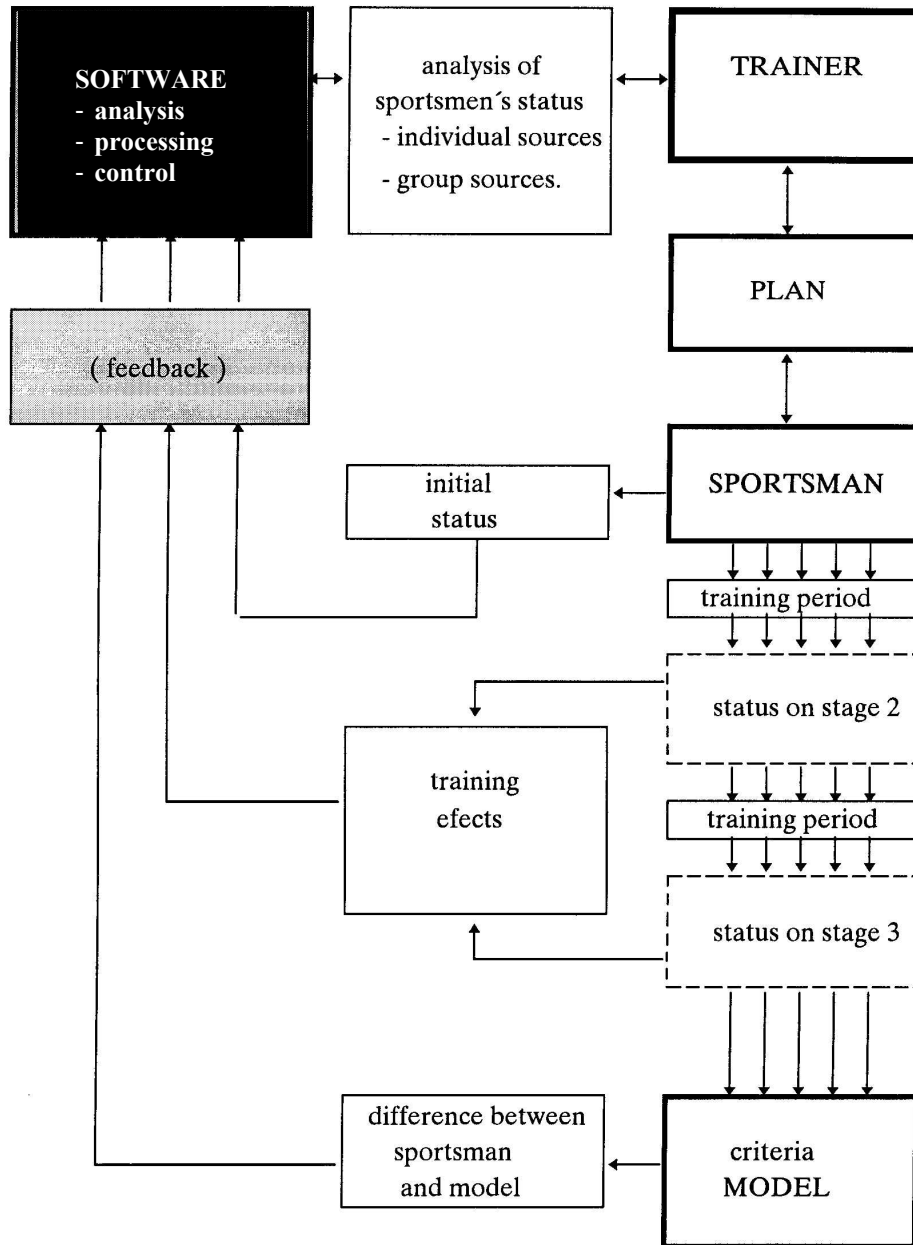 SOFTWARE
- analysis
- processing
- control
analysis of
sportsmen´s status
- individual sources
- group sources.
TRAINER
PLAN
( feedback )
initial
status
SPORTSMAN
training period
status on stage 2
training
efects
training period
status on stage 3
difference between
sportsman
and model
criteria
MODEL